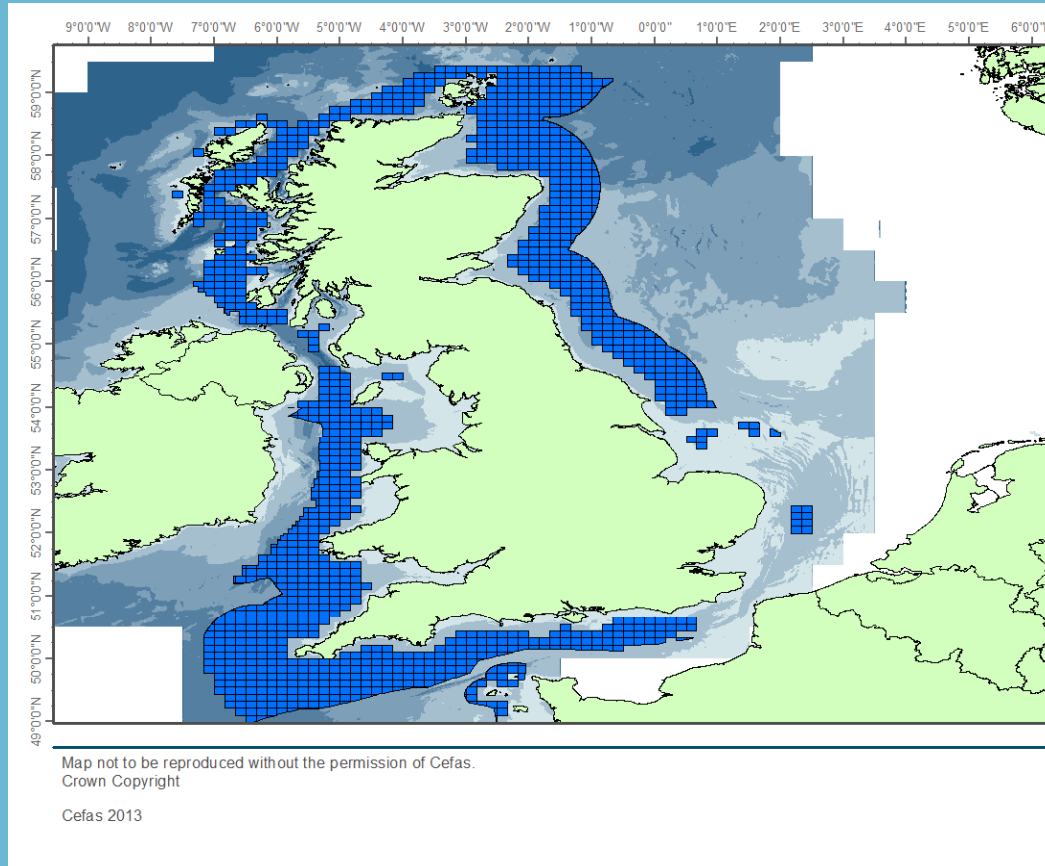 9°0'0"W 8°0'0"W 7°0'0"W 6°0'0"W 5°0'0"W 4°0'0"W 3°0'0"W 2°0'0"W 1°0'0"W 0°0'0" 1°0'0"E 2°0'0"E 3°0'0"E 4°0'0"E 5°0'0"E 6°0'0"
59°0'0"N
58°0'0"N
57°0'0"N
56°0'0"N
55°0'0"N
54°0'0"N
53°0'0"N
52°0'0"N
51°0'0"N
50°0'0"N
49°0'0"N
Map not to be reproduced without the permission of Cefas.
Crown Copyright
Cefas 2013